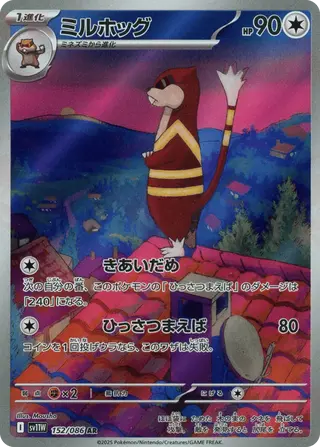 1進化
ミルホッグ
HP 90
ミネズミから進化
きあいだめ
次の自分の番、このポケモンの「ひっさつまえば」のダメージは
「240」になる。
ひっさつまえば 80
コインを1回投げウラなら、このワザは失敗。
弱点 ×2 抵抗力 にげる
Illus.
I sv11W 152/086 AR
©2025 Pokémon/Nintendo/Creatures/GAME FREAK.